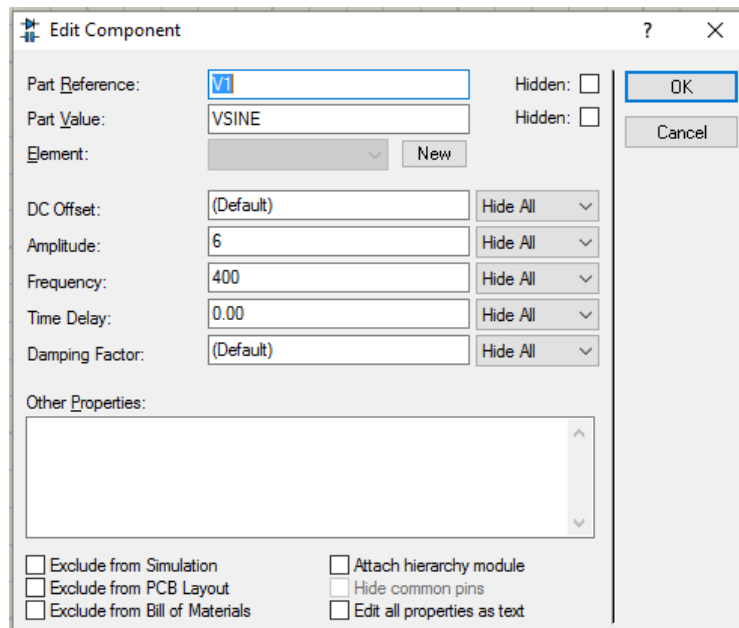 Edit Component ? ×
Part Reference: V1 Hidden: OK
Part Value: VSINE Hidden: Cancel
Element: New
DC Offset: (Default) Hide All
Amplitude: 6 Hide All
Frequency: 400 Hide All
Time Delay: 0.00 Hide All
Damping Factor: (Default) Hide All
Other Properties:
Exclude from Simulation Attach hierarchy module
Exclude from PCB Layout Hide common pins
Exclude from Bill of Materials Edit all properties as text